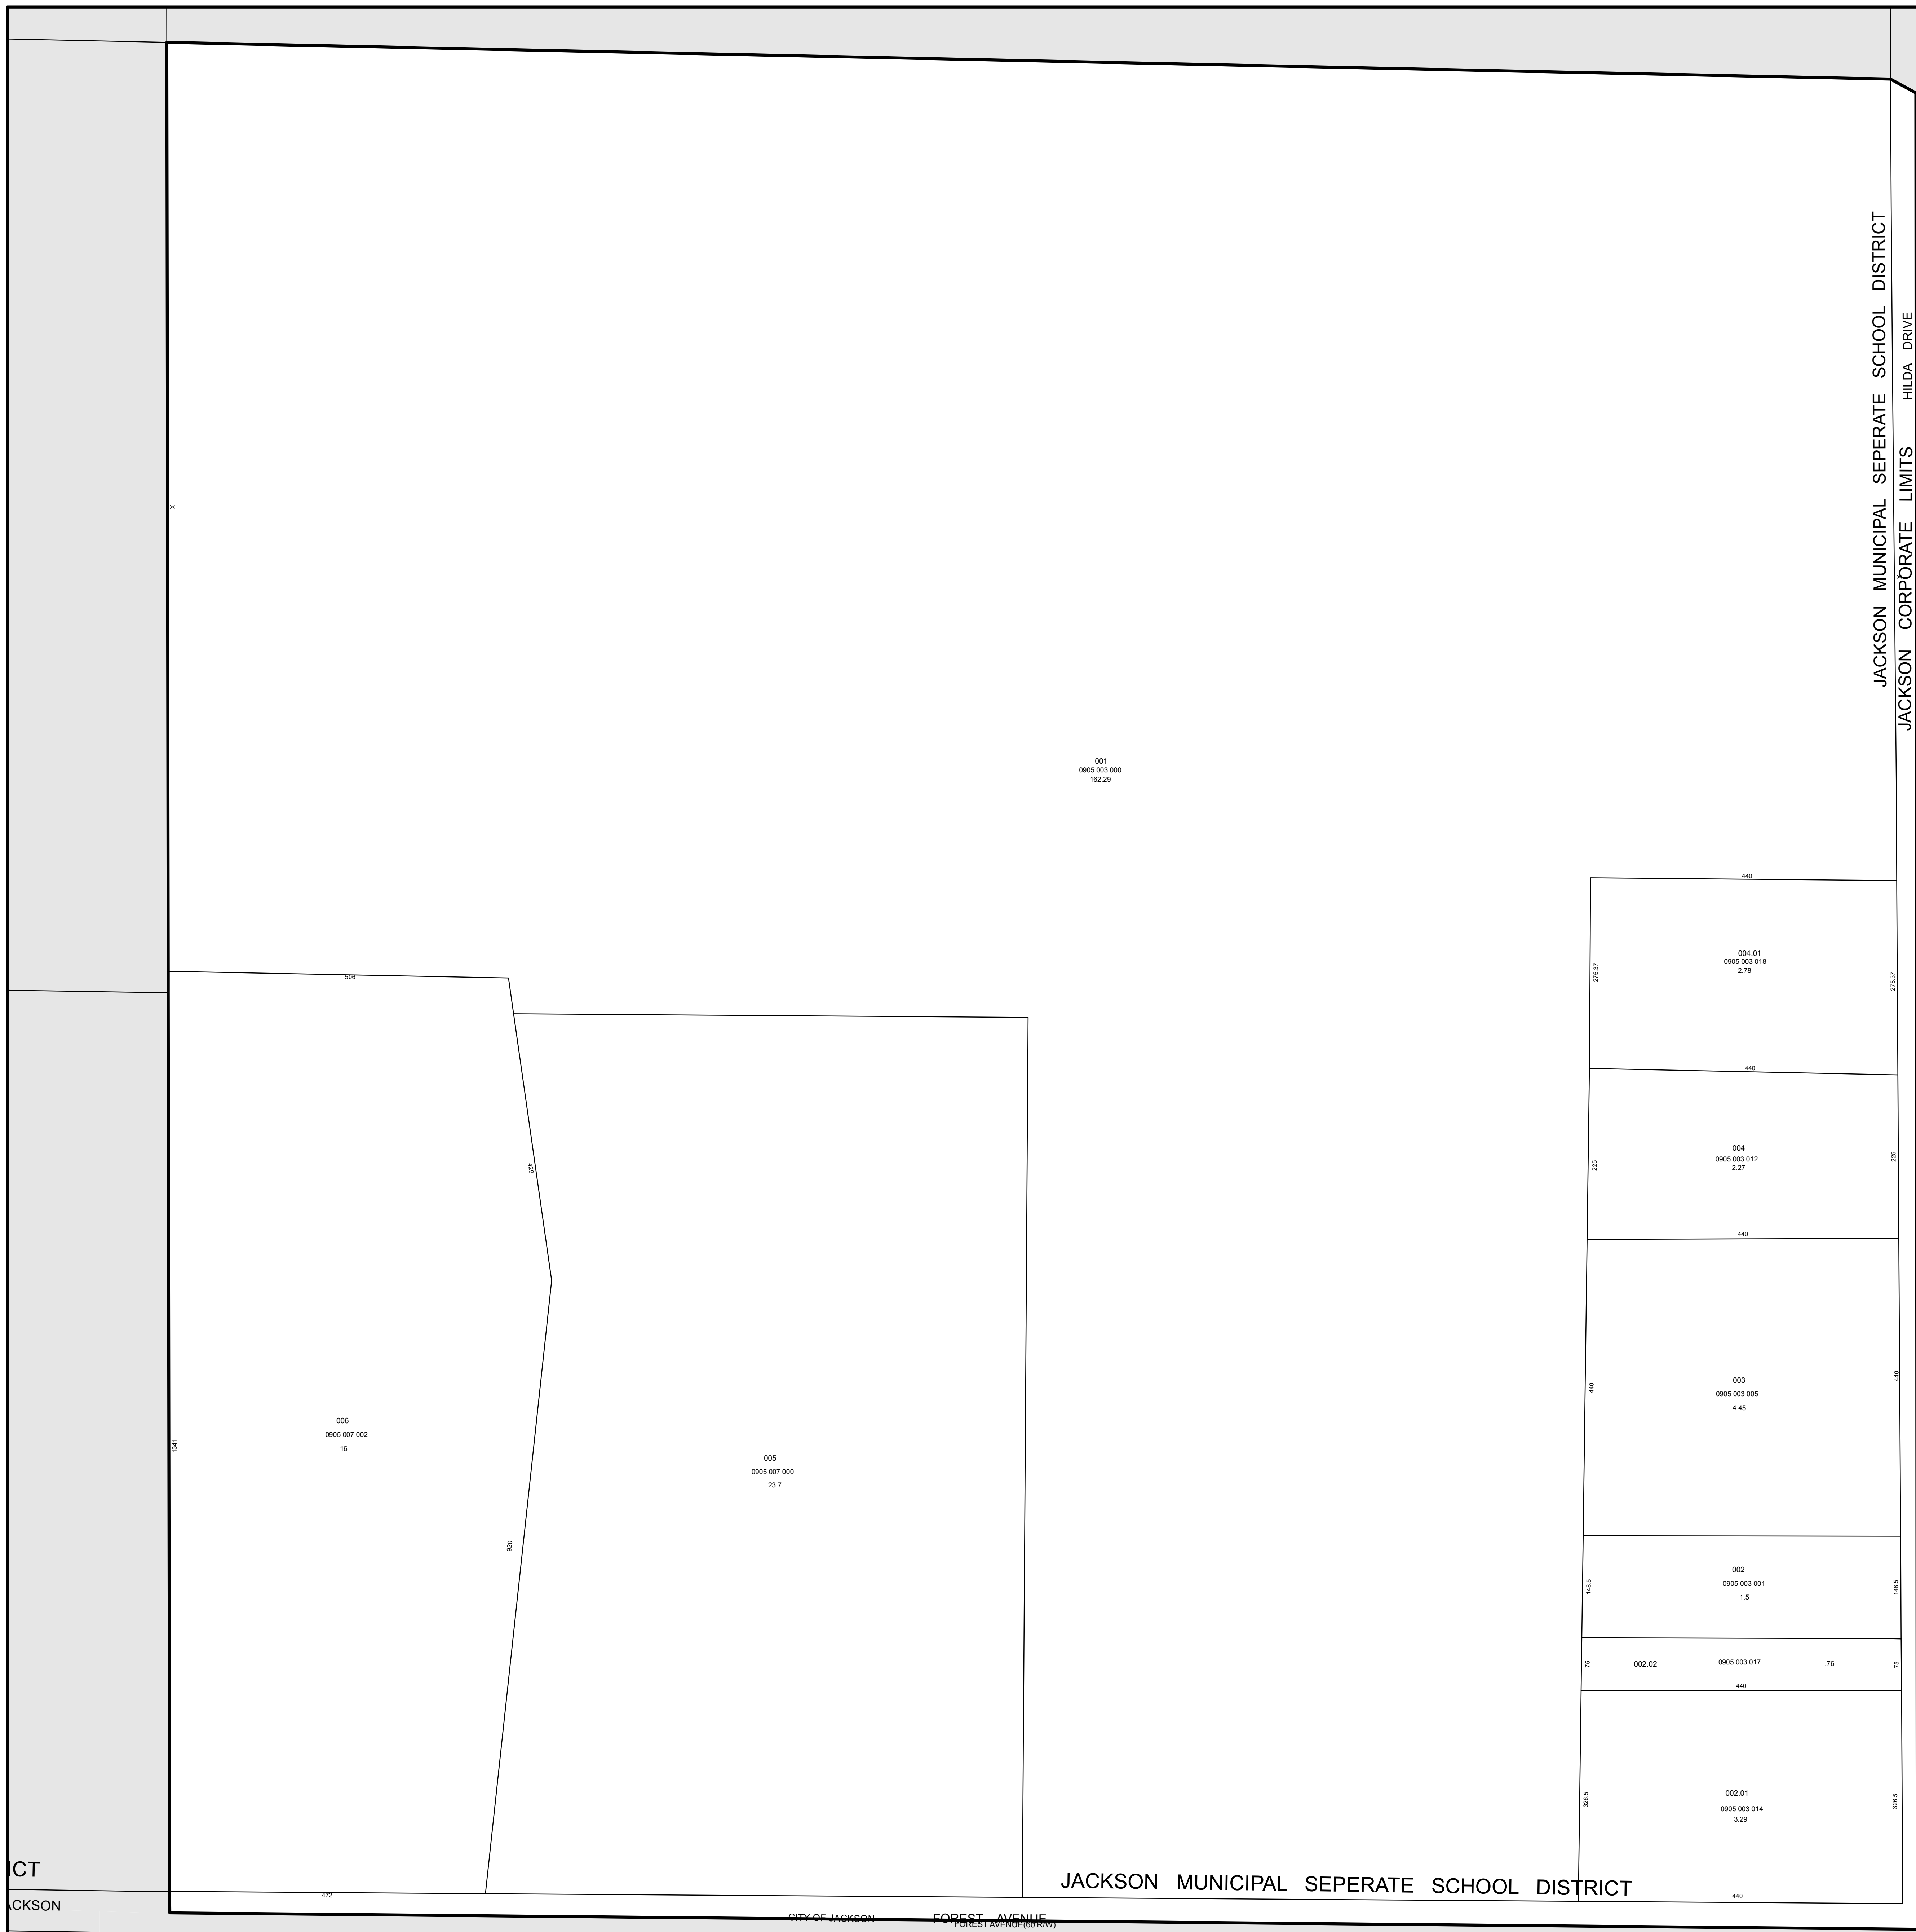 JACKSON MUNICIPAL SEPERATE SCHOOL DISTRICT
HILDA DRIVE
JACKSON CORPORATE LIMITS
X
X
001
0905 003 000
162.29
440
004.01
0905 003 018
2.78
275.37
275.37
506
440
004
0905 003 012
2.27
225
225
429
440
003
0905 003 005
4.45
440
440
006
0905 007 002
16
1341
005
0905 007 000
23.7
920
002
0905 003 001
1.5
148.5
148.5
75
002.02
0905 003 017
.76
75
440
002.01
0905 003 014
3.29
326.5
326.5
ICT
JACKSON MUNICIPAL SEPERATE SCHOOL DISTRICT
472
440
ACKSON
CITY OF JACKSON
FOREST AVENUE
FOREST AVENUE(60 R/W)